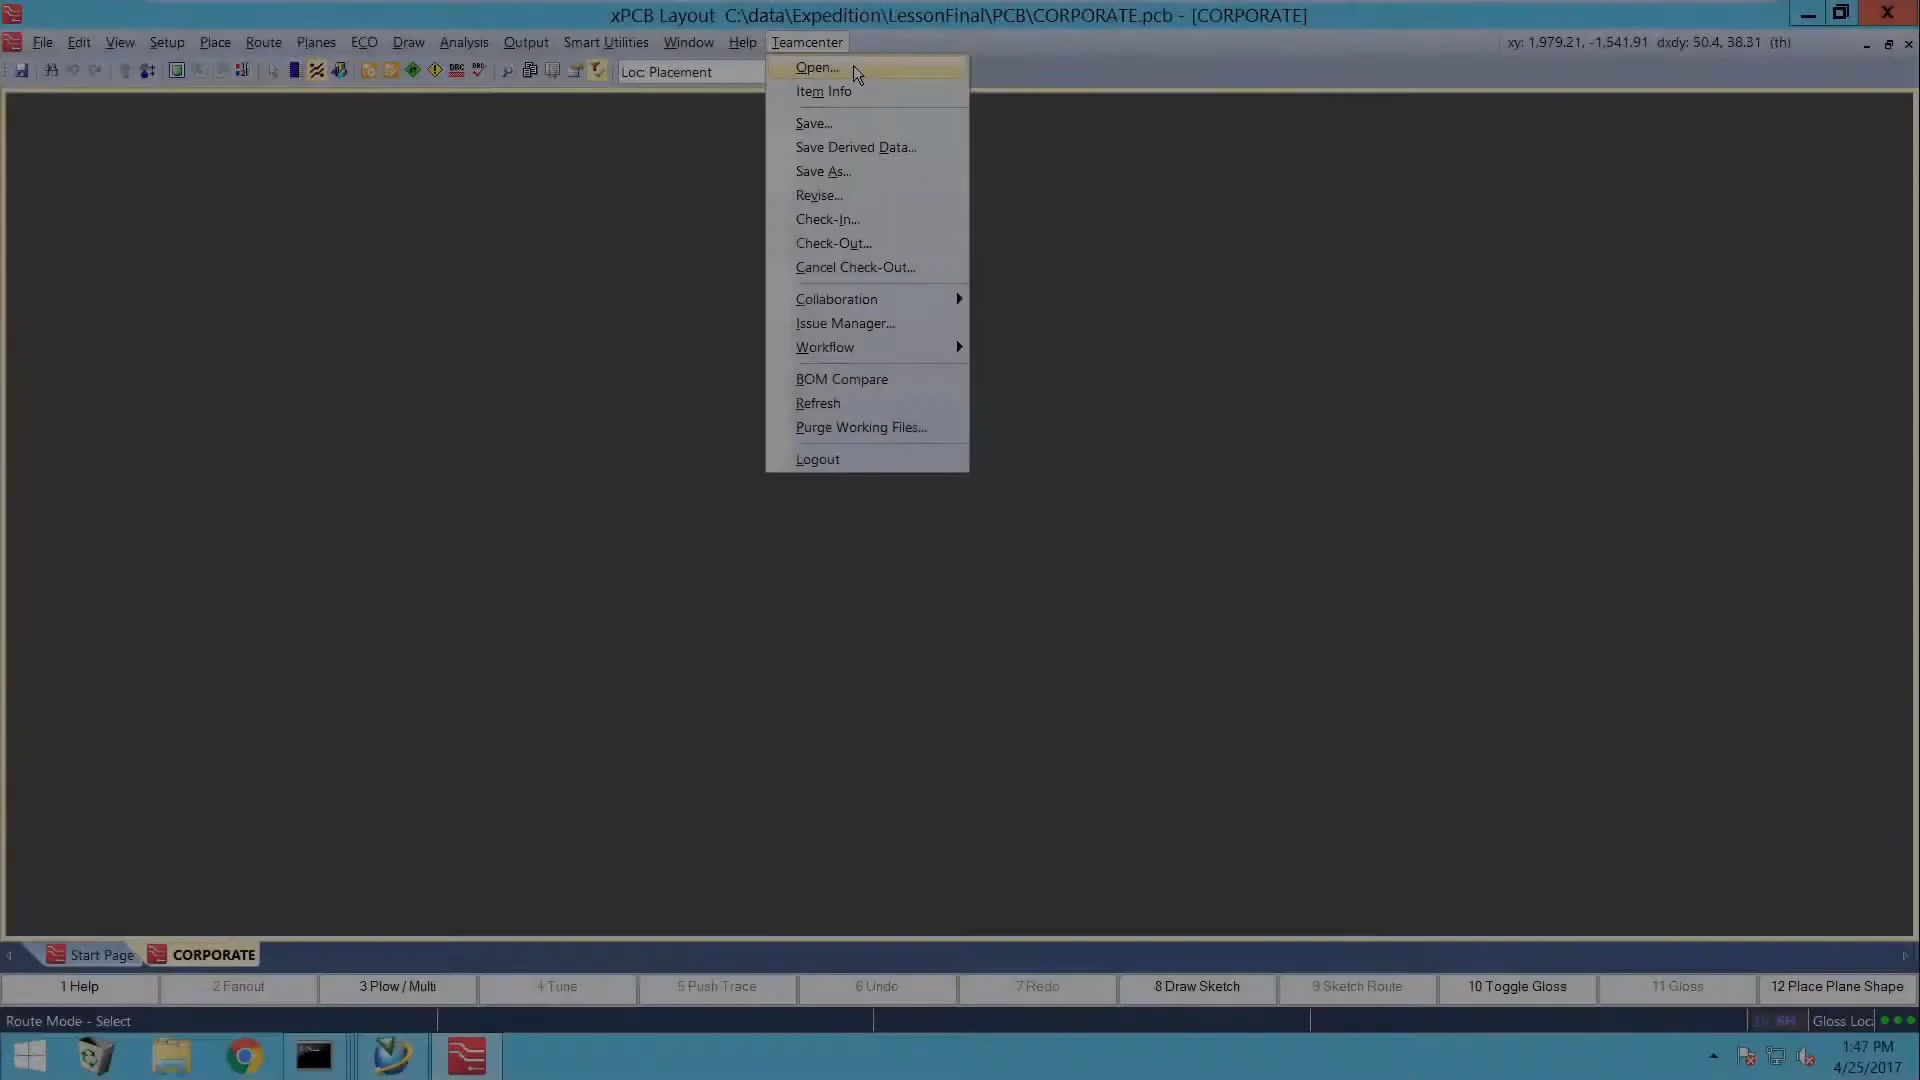 xPCB Layout C:\data\Expedition\LessonFinal\PCB\CORPORATE.pcb - [CORPORATE]
File Edit View Setup Place Route Planes ECO Draw Analysis Output Smart Utilities Window Help Teamcenter
xy: 1,979.21, -1,541.91 dxdy: 50.4, 38.31 (th)
Loc: Placement
Open...
Item Info
Save...
Save Derived Data...
Save As...
Revise...
Check-In...
Check-Out...
Cancel Check-Out...
Collaboration
Issue Manager...
Workflow
BOM Compare
Refresh
Purge Working Files...
Logout
Start Page CORPORATE
1 Help 2 Fanout 3 Plow / Multi 4 Tune 5 Push Trace 6 Undo 7 Redo 8 Draw Sketch 9 Sketch Route 10 Toggle Gloss 11 Gloss 12 Place Plane Shape
Route Mode - Select
Gloss Loc
1:47 PM
4/25/2017